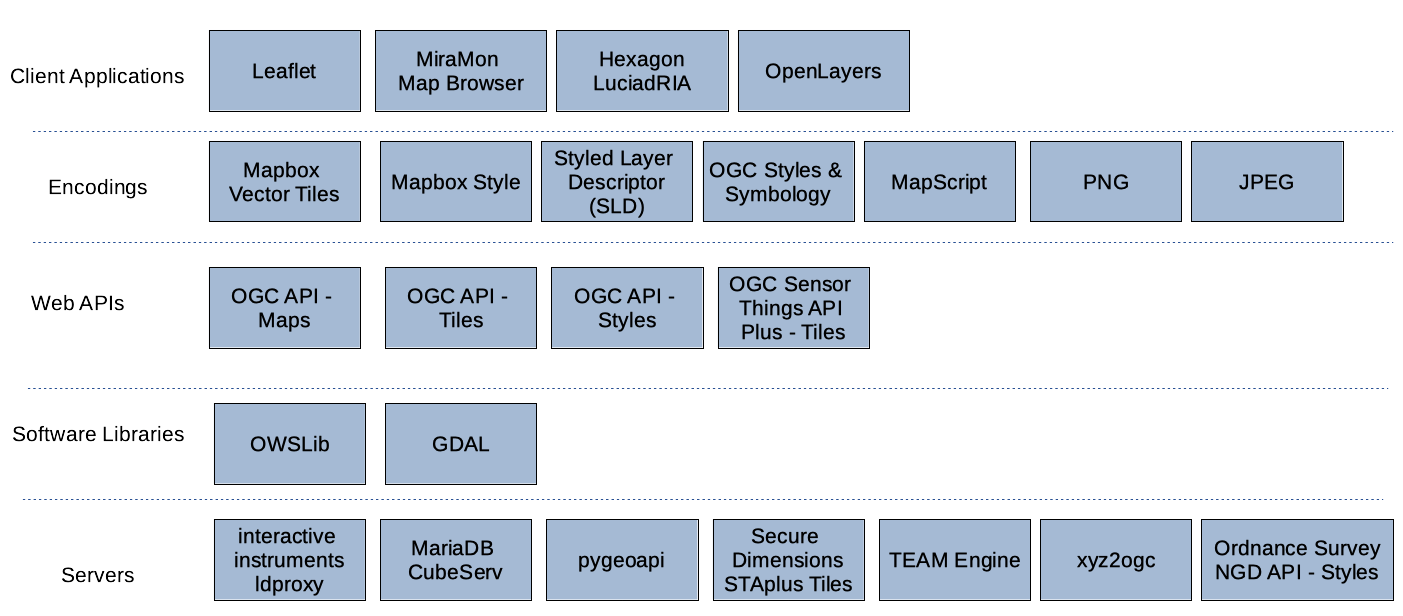 Client Applications
Leaflet
MiraMon
Map Browser
Hexagon
LuciadRIA
OpenLayers
Encodings
Mapbox
Vector Tiles
Mapbox Style
Styled Layer
Descriptor
(SLD)
OGC Styles &
Symbology
MapScript
PNG
JPEG
Web APIs
OGC API -
Maps
OGC API -
Tiles
OGC API -
Styles
OGC Sensor
Things API
Plus - Tiles
Software Libraries
OWSLib
GDAL
Servers
interactive
instruments
ldproxy
MariaDB
CubeServ
pygeoapi
Secure
Dimensions
STAplus Tiles
TEAM Engine
xyz2ogc
Ordnance Survey
NGD API - Styles